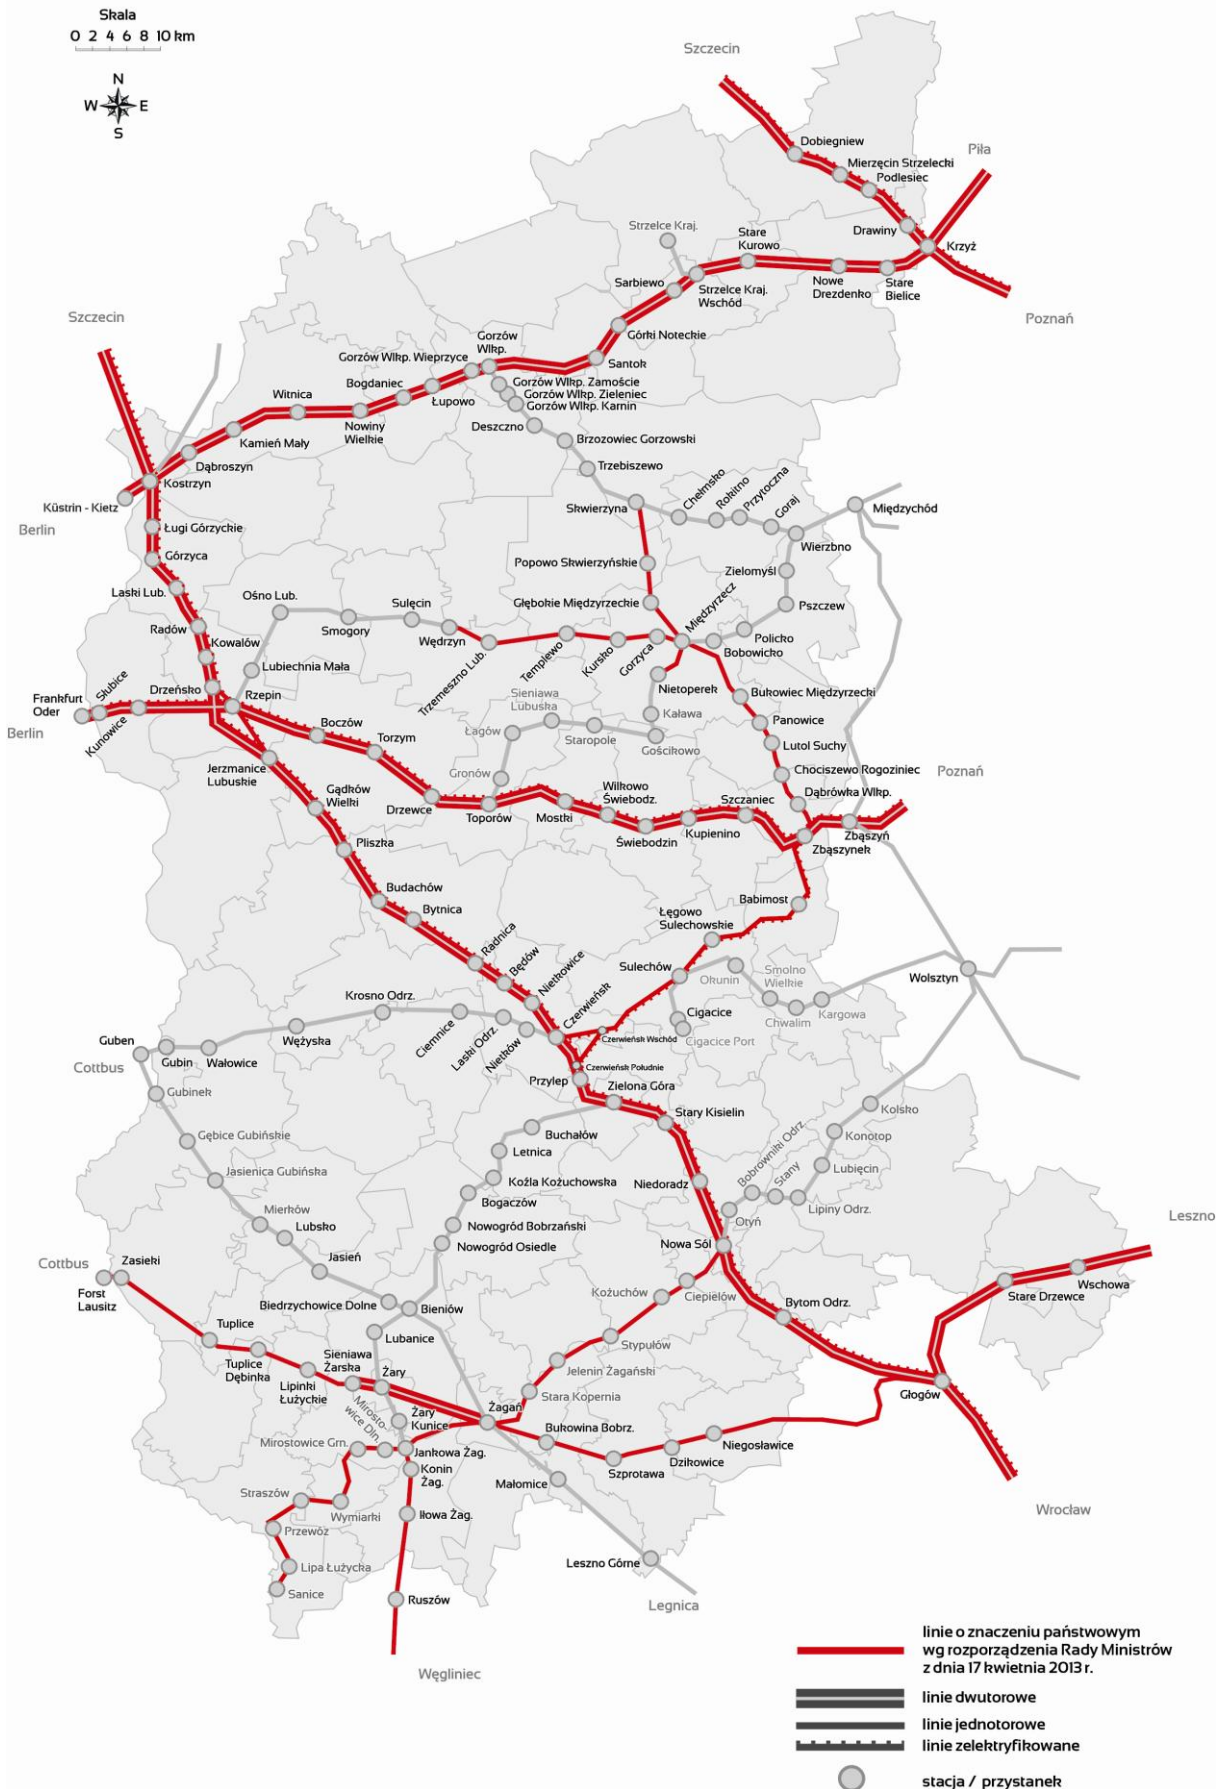 Skala
0 2 4 6 8 10 km
N
W E
S
Szczecin
Dobiegniew
Mierzęcin Strzelecki
Podlesiec
Piła
Drawiny
Krzyż
Strzelce Kraj.
Stare
Kurowo
Sarbiewo
Strzelce Kraj.
Wschód
Nowe
Drezdenko
Stare
Bielice
Poznań
Szczecin
Górki Noteckie
Gorzów
Wlkp.
Santok
Gorzów Wlkp. Wieprzyce
Bogdaniec
Witnica
Łupowo
Gorzów Wlkp. Zamoście
Gorzów Wlkp. Zieleniec
Gorzów Wlkp. Karnin
Nowiny
Wielkie
Kamień Mały
Deszczno
Brzozowiec Gorzowski
Dąbroszyn
Trzebiszewo
Kostrzyn
Küstrin - Kietz
Berlin
Skwierzyna
Chełmsko
Rokitno
Przytoczna
Goraj
Międzychód
Wierzbno
Ługi Górzyckie
Górzyca
Popowo Skwierzyńskie
Zielomyśl
Laski Lub.
Ośno Lub.
Sulęcin
Głębokie Międzyrzeckie
Międzyrzecz
Pszczew
Radów
Smogory
Wędrzyn
Policko
Kowalów
Bobowicko
Trzemeszno Lub.
Templewo
Kursko
Gorzyca
Lubiechnia Mała
Nietoperek
Bukowiec Międzyrzecki
Drzeńsko
Rzepin
Frankfurt
Oder
Słubice
Kunowice
Berlin
Sieniawa
Lubuska
Kaława
Panowice
Boczów
Łagów
Staropole
Gościkowo
Lutol Suchy
Torzym
Jerzmanice
Lubuskie
Gronów
Chociszewo Rogoziniec
Poznań
Gądków
Wielki
Wilkowo
Świebodz.
Szczaniec
Dąbrówka Wlkp.
Drzewce
Toporów
Mostki
Świebodzin
Kupienino
Zbąszyń
Zbąszynek
Pliszka
Budachów
Bytnica
Babimost
Łęgowo
Sulechowskie
Radnica
Będów
Nietkowice
Sulechów
Okunin
Smolno
Wielkie
Wolsztyn
Krosno Odrz.
Czerwieńsk
Cigacice
Chwalim
Kargowa
Ciemnice
Laski Odrz.
Nietków
Czerwieńsk Wschód
Cigacice Port
Guben
Gubin
Wałowice
Wężyska
Cottbus
Czerwieńsk Południe
Przylep
Zielona Góra
Gubinek
Stary Kisielin
Kolsko
Buchałów
Konotop
Gębice Gubińskie
Letnica
Bobrowniki Odrz.
Stany
Lubięcin
Jasienica Gubińska
Koźla Kożuchowska
Niedoradz
Bogaczów
Lipiny Odrz.
Otyń
Mierków
Lubsko
Nowogród Bobrzański
Nowogród Osiedle
Nowa Sól
Leszno
Cottbus
Zasieki
Jasień
Forst
Lausitz
Wschowa
Stare Drzewce
Kożuchów
Ciepielów
Biedrzychowice Dolne
Bieniów
Bytom Odrz.
Tuplice
Lubanice
Stypułów
Tuplice
Dębinka
Sieniawa
Żarska
Żary
Jelenin Żagański
Lipinki
Łużyckie
Głogów
Stara Kopernia
Mirosto-
wice Dln.
Żary
Kunice
Żagań
Bukowina Bobrz.
Mirostowice Grn.
Jankowa Żag.
Niegosławice
Konin
Żag.
Szprotawa
Dzikowice
Małomice
Straszów
Wymiarki
Iłowa Żag.
Wrocław
Przewóz
Lipa Łużycka
Leszno Górne
Sanice
Ruszów
Legnica
Węgliniec
linie o znaczeniu państwowym
wg rozporządzenia Rady Ministrów
z dnia 17 kwietnia 2013 r.
linie dwutorowe
linie jednotorowe
linie zelektryfikowane
stacja / przystanek